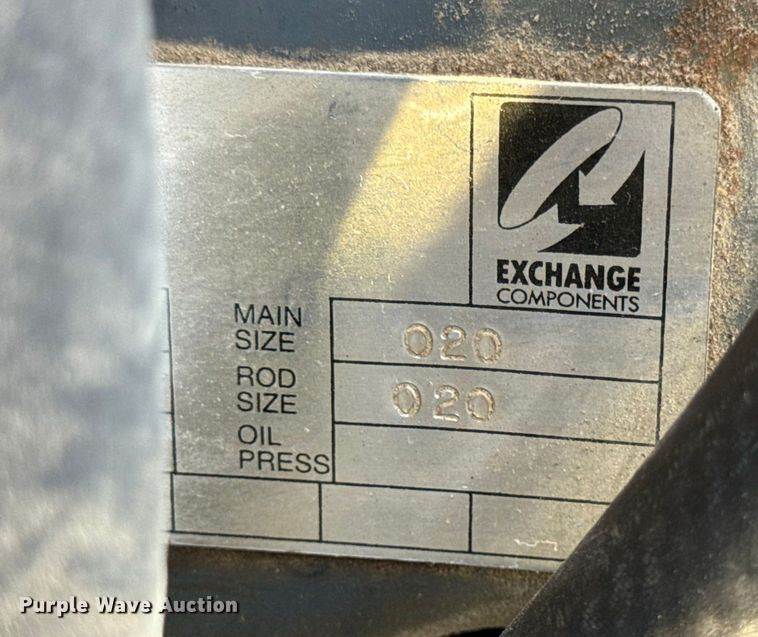 EXCHANGE
COMPONENTS
MAIN
SIZE
020
ROD
SIZE
020
OIL
PRESS
Purple Wave Auction